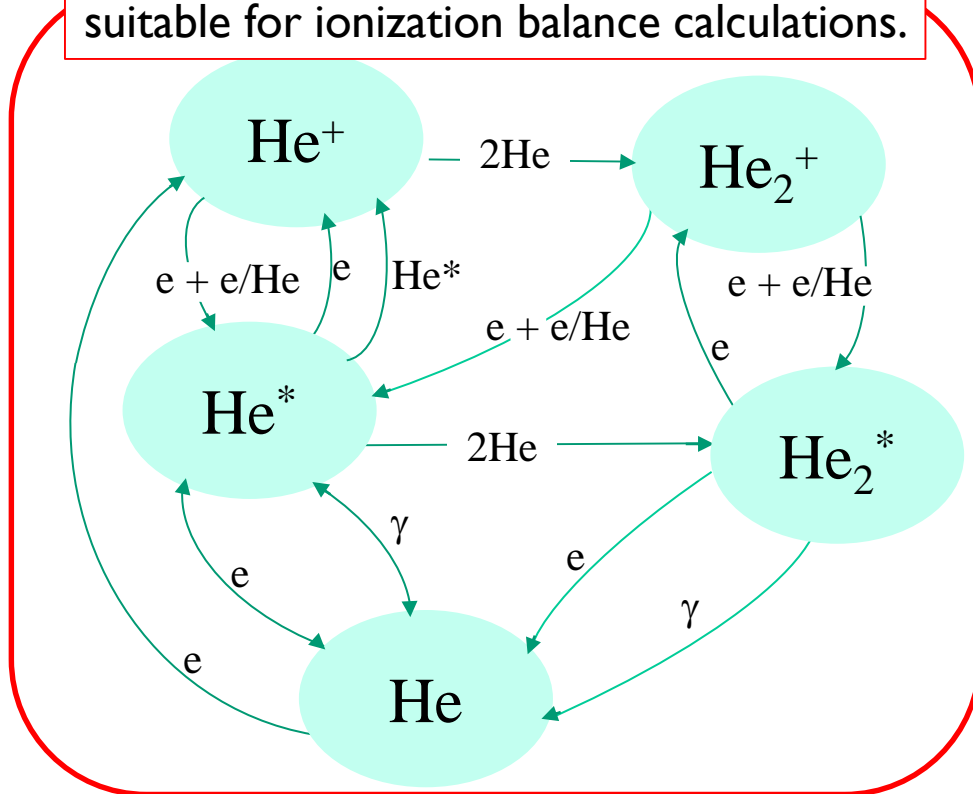 suitable for ionization balance calculations.
He⁺
2He
He₂⁺
e + e/He
e
He*
e + e/He
e + e/He
e
He*
2He
He₂*
γ
e
e
γ
e
He